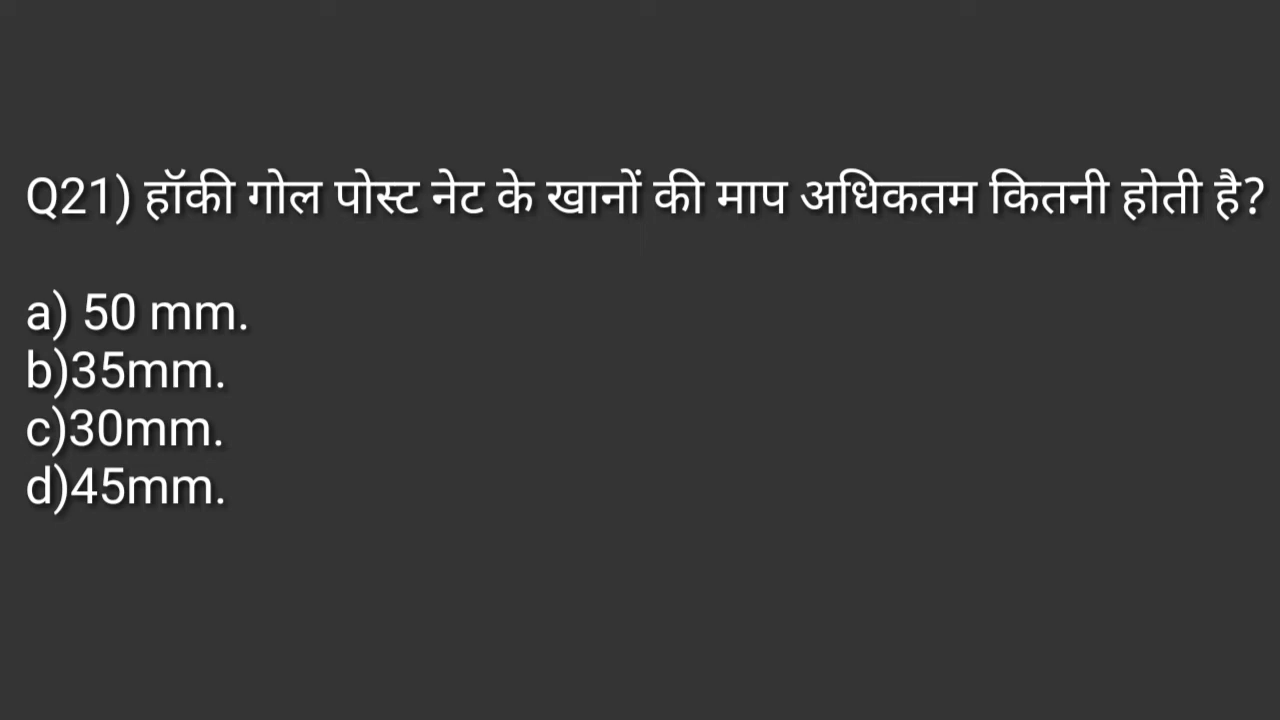 Q21) हॉकी गोल पोस्ट नेट के खानों की माप अधिकतम कितनी होती है?
a) 50 mm.
b)35mm.
c)30mm.
d)45mm.